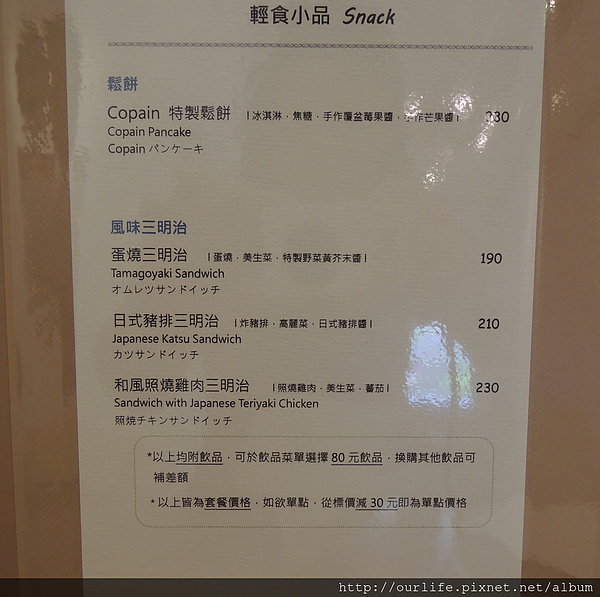 輕食小品 Snack
鬆餅
Copain 特製鬆餅 |冰淇淋．焦糖．手作覆盆莓果醬．手作芒果醬| 230
Copain Pancake
Copain パンケーキ
風味三明治
蛋燒三明治 |蛋燒．美生菜．特製野菜黃芥末醬| 190
Tamagoyaki Sandwich
オムレツサンドイッチ
日式豬排三明治 |炸豬排．高麗菜．日式豬排醬| 210
Japanese Katsu Sandwich
カツサンドイッチ
和風照燒雞肉三明治 |照燒雞肉．美生菜．蕃茄| 230
Sandwich with Japanese Teriyaki Chicken
照焼チキンサンドイッチ
*以上均附飲品，可於飲品菜單選擇 80 元飲品，換購其他飲品可
補差額
*以上皆為套餐價格，如欲單點，從標價減 30 元即為單點價格
http://ourlife.pixnet.net/album